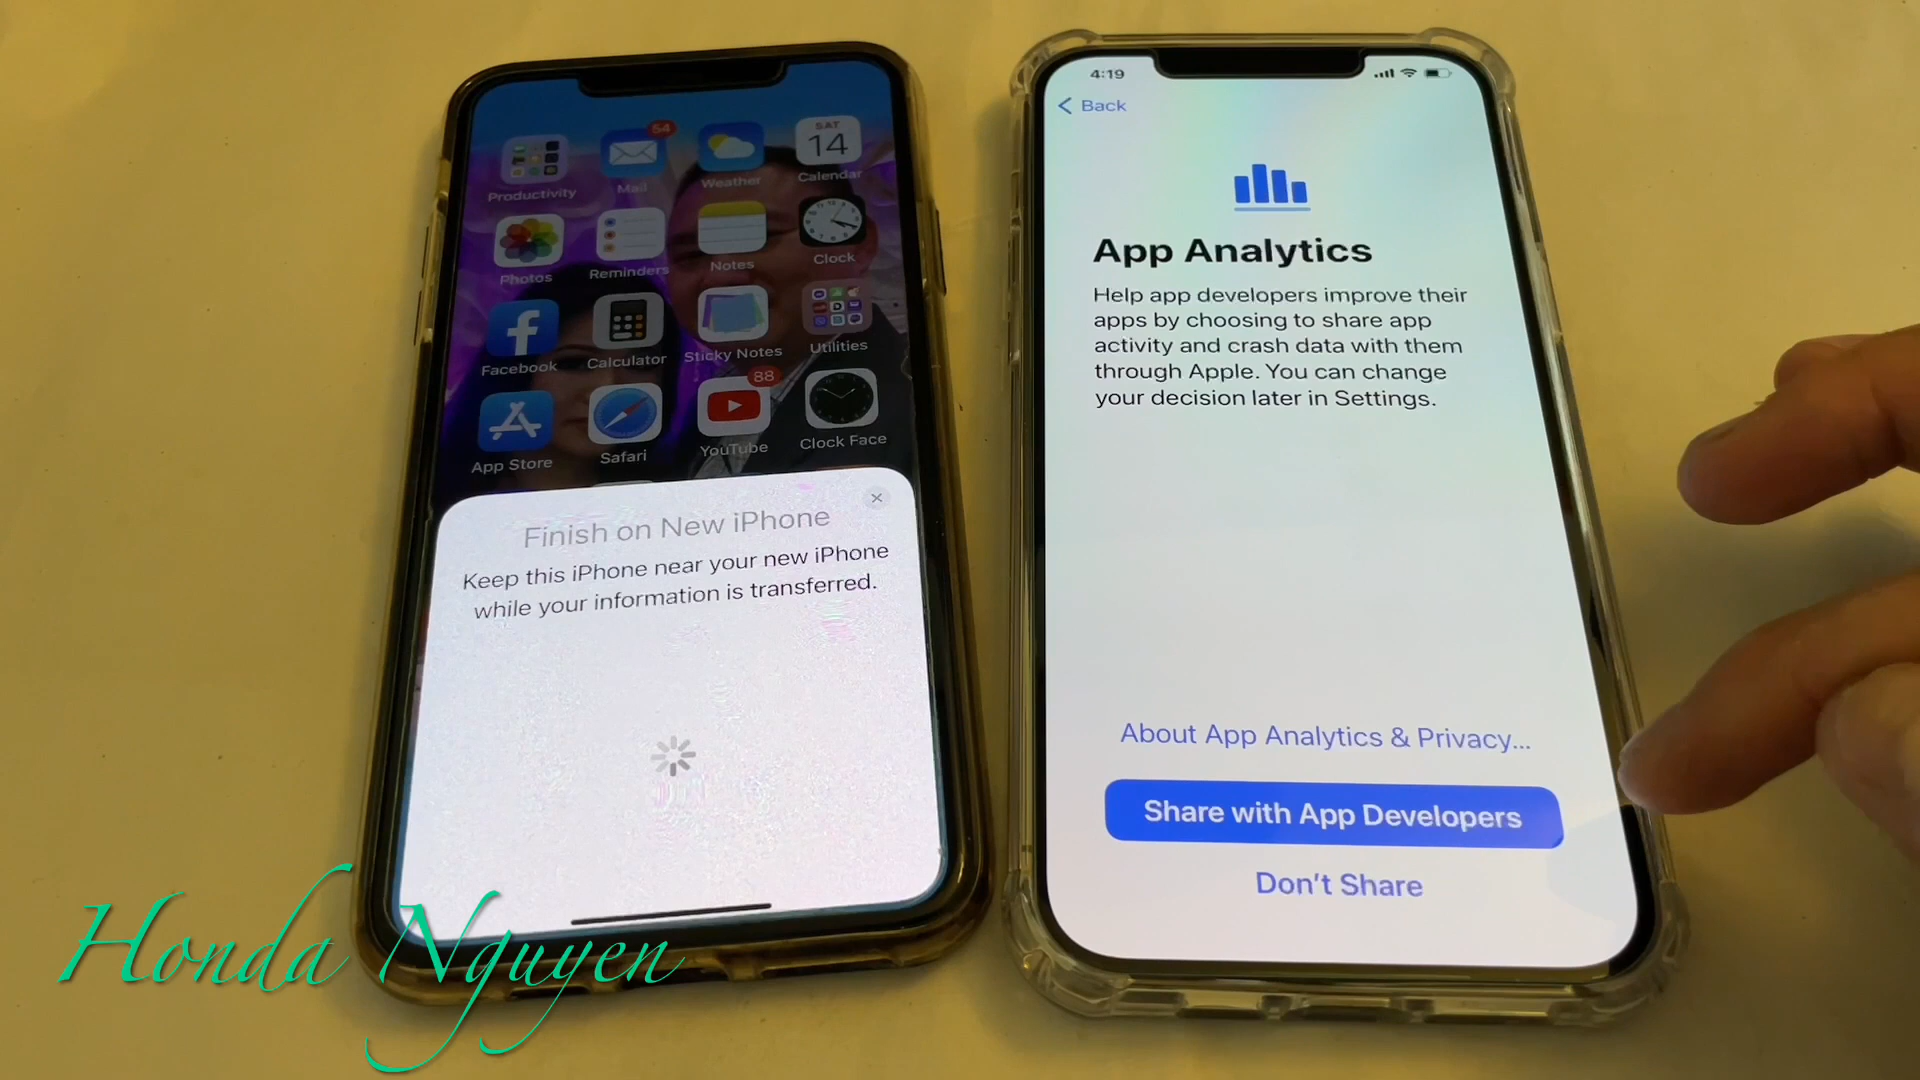 54
SAT
14
Productivity
Mail
Weather
Calendar
Photos
Reminders
Notes
Clock
Facebook
Calculator
Sticky Notes
Utilities
88
App Store
Safari
YouTube
Clock Face
Finish on New iPhone
Keep this iPhone near your new iPhone
while your information is transferred.
4:19
Back
App Analytics
Help app developers improve their
apps by choosing to share app
activity and crash data with them
through Apple. You can change
your decision later in Settings.
About App Analytics & Privacy...
Share with App Developers
Don't Share
Honda Nguyen